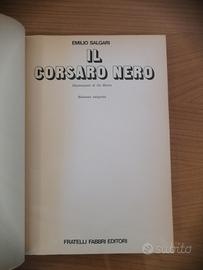 EMILIO SALGARI
IL
CORSARO NERO
FRATELLI FABBRI EDITORI
subito